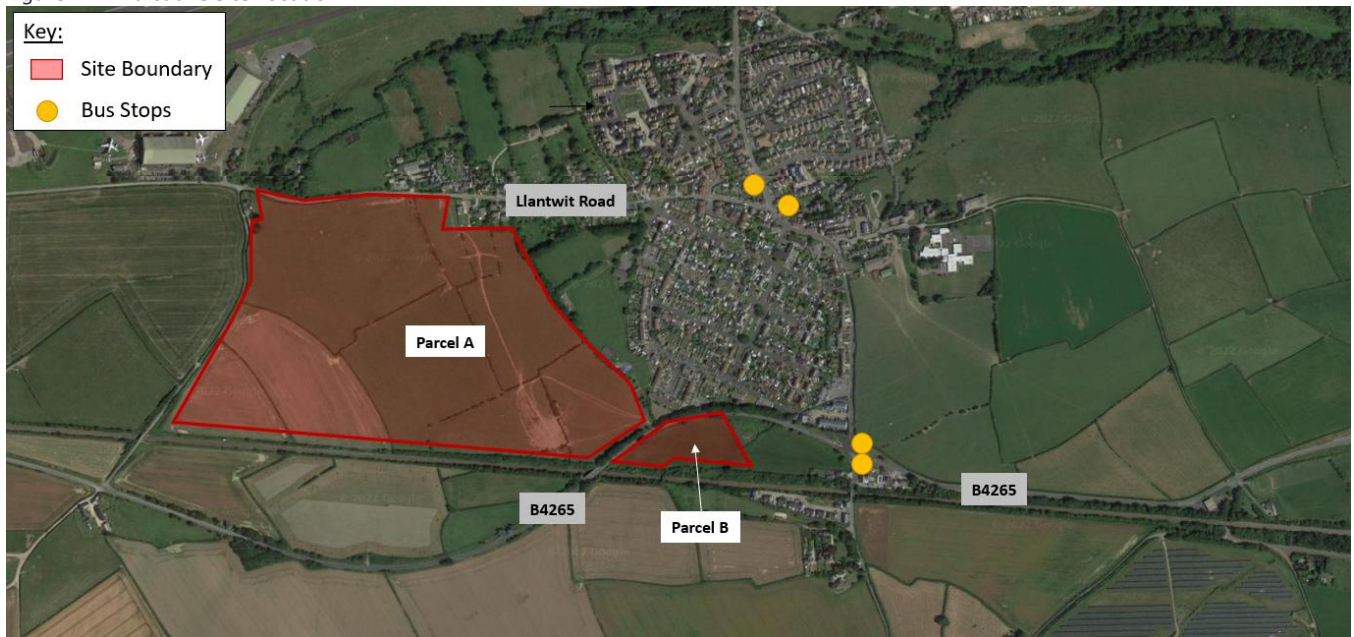 Key:
Site Boundary
Bus Stops
Llantwit Road
Parcel A
B4265
Parcel B
B4265